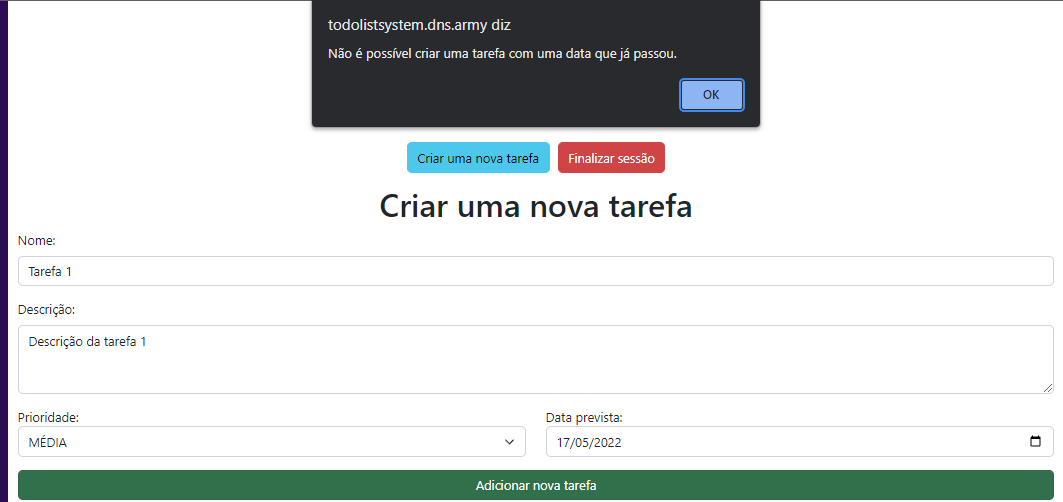 todolistsystem.dns.army diz
Não é possível criar uma tarefa com uma data que já passou.
OK
Criar uma nova tarefa
Finalizar sessão
Criar uma nova tarefa
Nome:
Tarefa 1
Descrição:
Descrição da tarefa 1
Prioridade:
MÉDIA
Data prevista:
17/05/2022
Adicionar nova tarefa